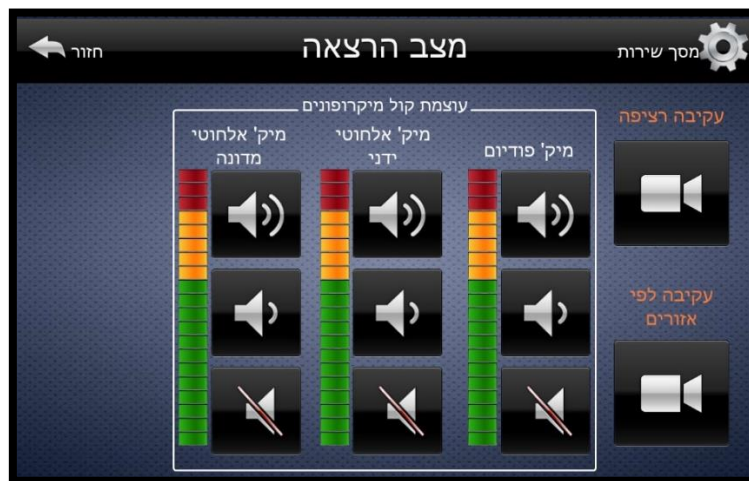 מסך שירות
מצב הרצאה
חזור
עקיבה רציפה
עקיבה לפי
אזורים
עוצמת קול מיקרופונים
מיק' פודיום
מיק' אלחוטי
ידני
מיק' אלחוטי
מדונה